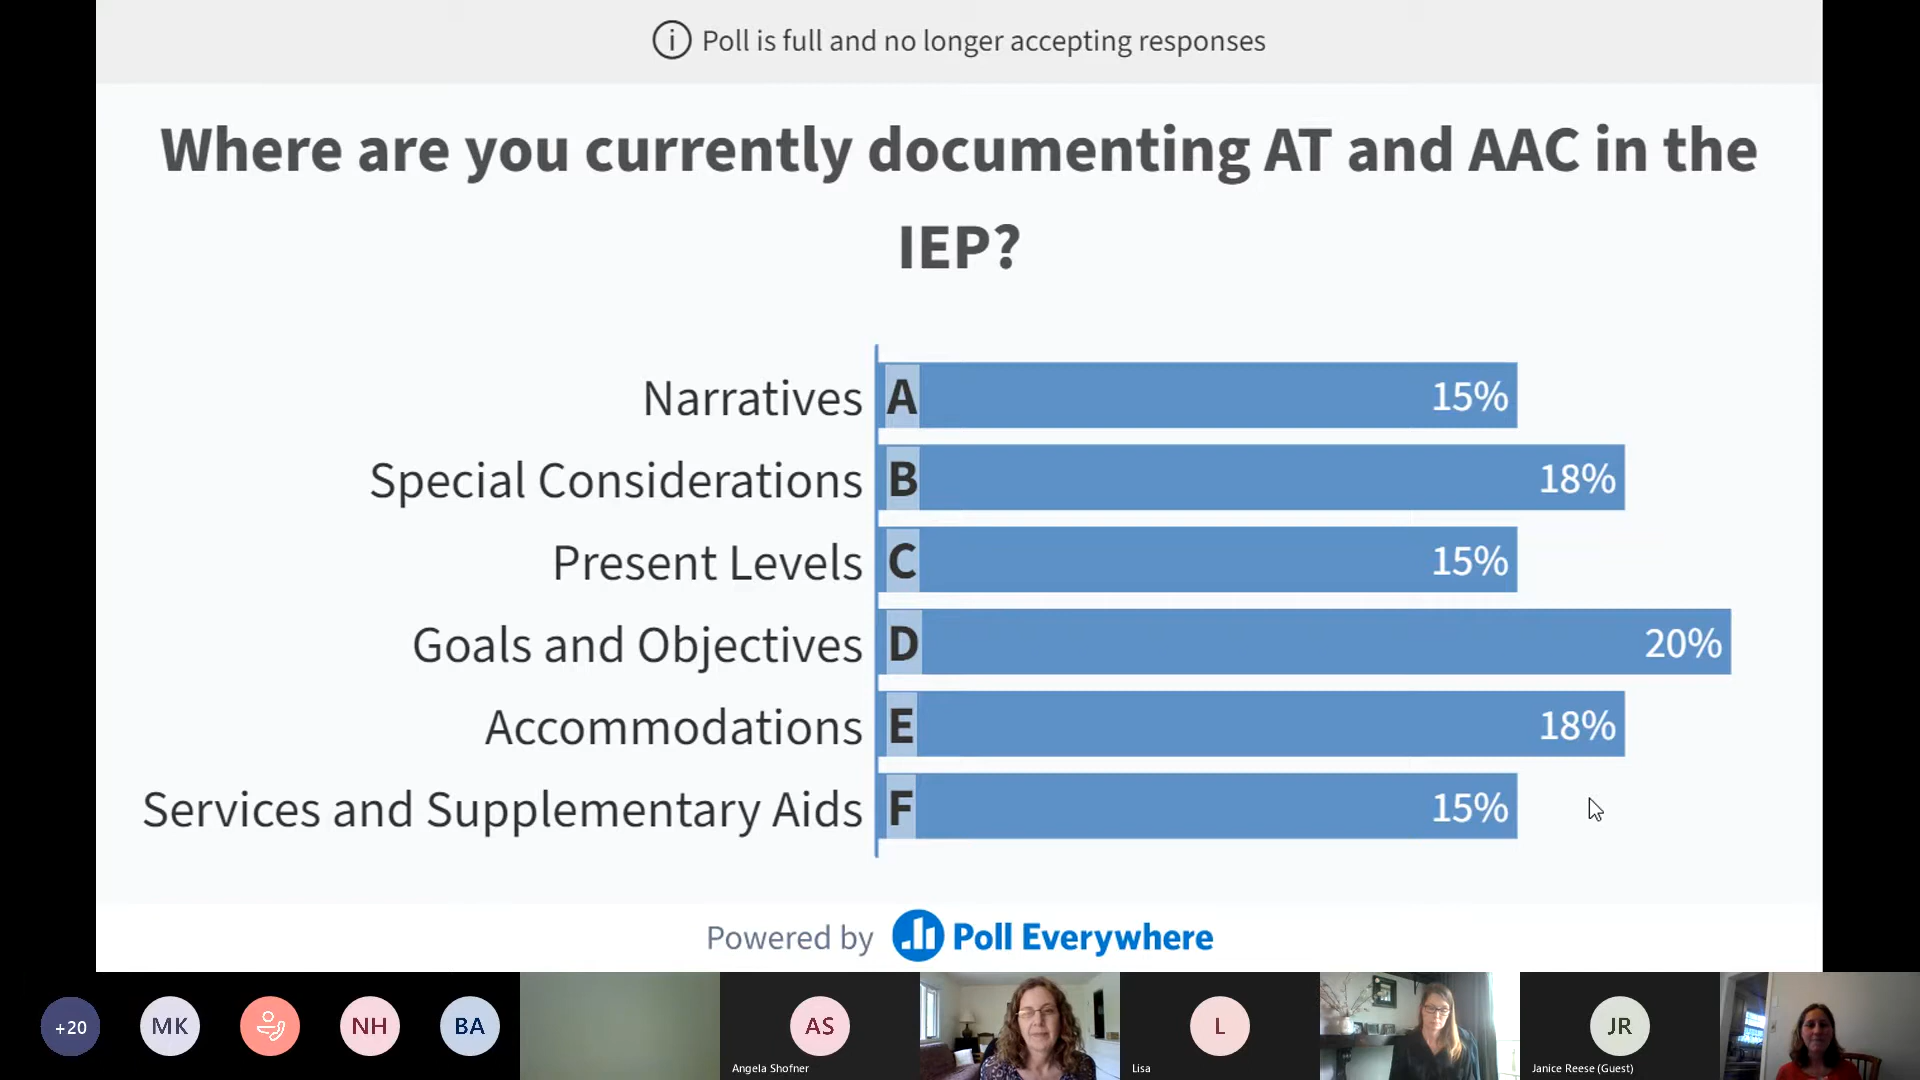 Poll is full and no longer accepting responses
Where are you currently documenting AT and AAC in the
IEP?
Narratives A 15%
Special Considerations B 18%
Present Levels C 15%
Goals and Objectives D 20%
Accommodations E 18%
Services and Supplementary Aids F 15%
Powered by Poll Everywhere
+20 MK NH BA AS L JR
Angela Shofner Lisa Janice Reese (Guest)